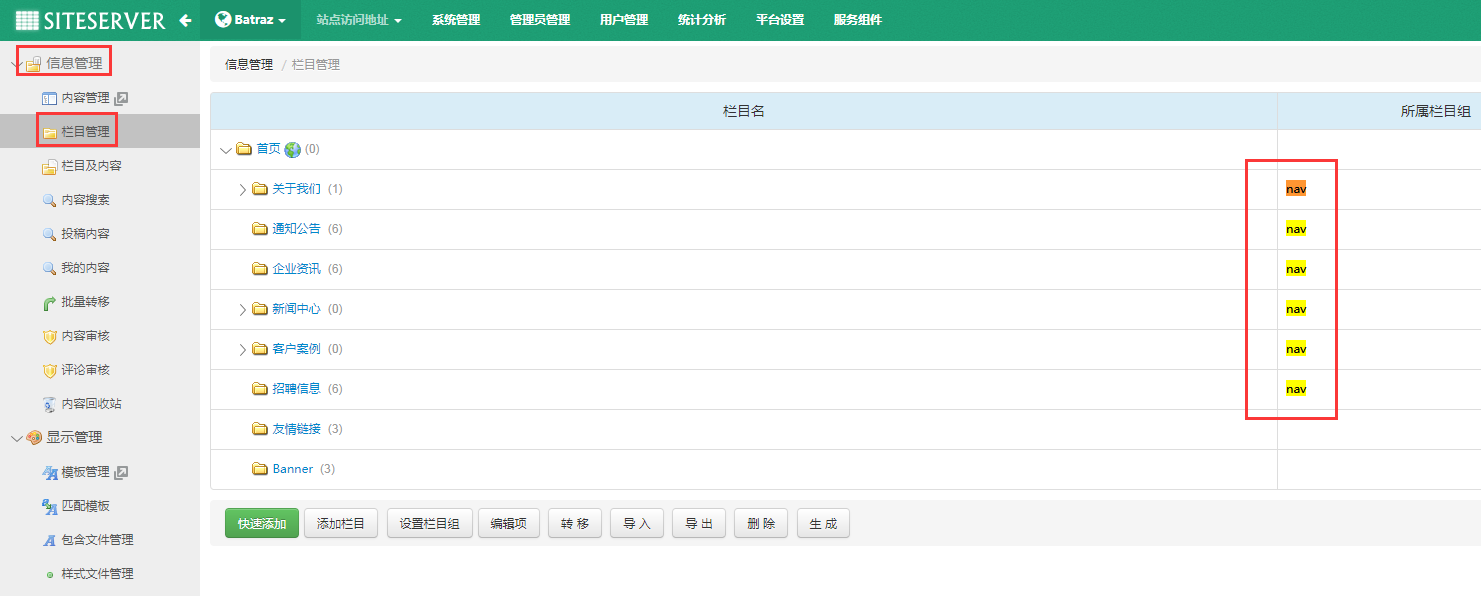 SITESERVER Batraz 站点访问地址 系统管理 管理员管理 用户管理 统计分析 平台设置 服务组件
信息管理
内容管理
栏目管理
栏目及内容
内容搜索
投稿内容
我的内容
批量转移
内容审核
评论审核
内容回收站
显示管理
模板管理
匹配模板
包含文件管理
样式文件管理
信息管理 / 栏目管理
栏目名 所属栏目组
首页 (0)
关于我们 (1) nav
通知公告 (6) nav
企业资讯 (6) nav
新闻中心 (0) nav
客户案例 (0) nav
招聘信息 (6) nav
友情链接 (3)
Banner (3)
快速添加 添加栏目 设置栏目组 编辑项 转 移 导 入 导 出 删 除 生 成